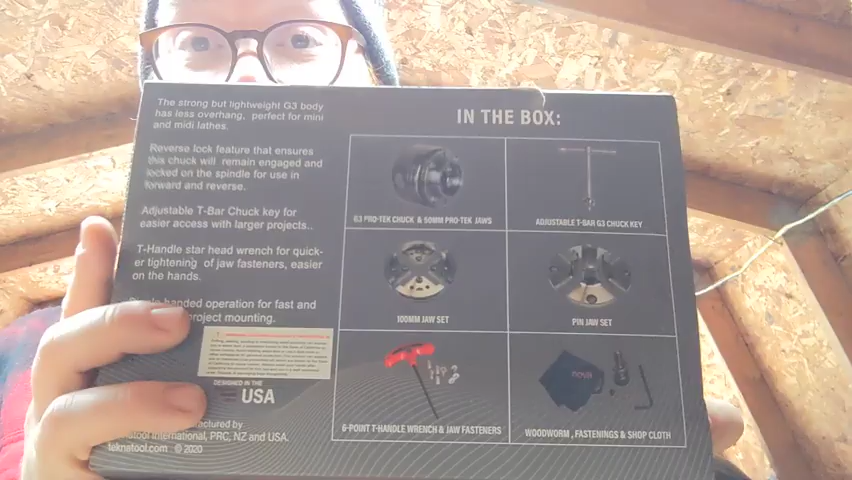 The strong but lightweight G3 body
has less overhang, perfect for mini
and midi lathes.
Reverse lock feature that ensures
this chuck will remain engaged and
locked on the spindle for use in
forward and reverse.
Adjustable T-Bar Chuck key for
easier access with larger projects..
T-Handle star head wrench for quick-
er tightening of jaw fasteners, easier
on the hands.
handed operation for fast and
project mounting.
DESIGNED IN THE
USA
by
International, PRC, NZ and USA.
teknatool.com © 2020
IN THE BOX:
G3 PRO-TEK CHUCK & 50MM PRO-TEK JAWS
ADJUSTABLE T-BAR G3 CHUCK KEY
100MM JAW SET
PIN JAW SET
6-POINT T-HANDLE WRENCH & JAW FASTENERS
nova
WOODWORM, FASTENINGS & SHOP CLOTH